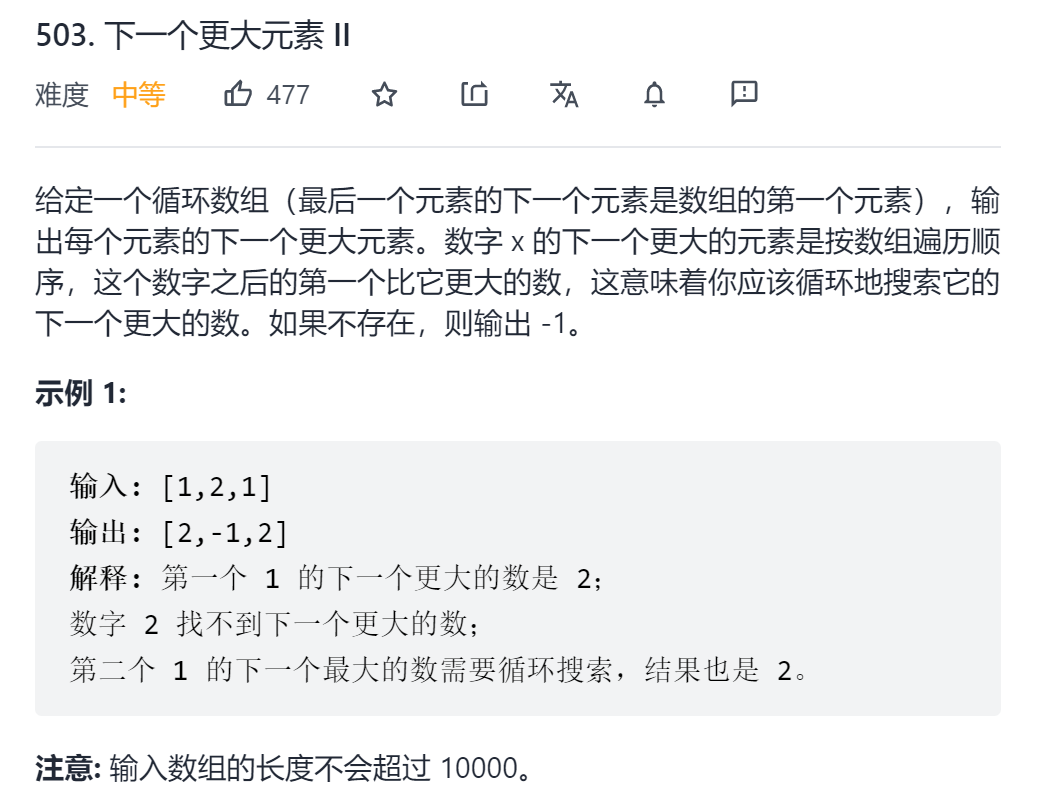 503. 下一个更大元素 II
难度 中等 477
给定一个循环数组（最后一个元素的下一个元素是数组的第一个元素），输
出每个元素的下一个更大元素。数字 x 的下一个更大的元素是按数组遍历顺
序，这个数字之后的第一个比它更大的数，这意味着你应该循环地搜索它的
下一个更大的数。如果不存在，则输出 -1。
示例 1:
输入: [1,2,1]
输出: [2,-1,2]
解释: 第一个 1 的下一个更大的数是 2；
数字 2 找不到下一个更大的数；
第二个 1 的下一个最大的数需要循环搜索，结果也是 2。
注意: 输入数组的长度不会超过 10000。